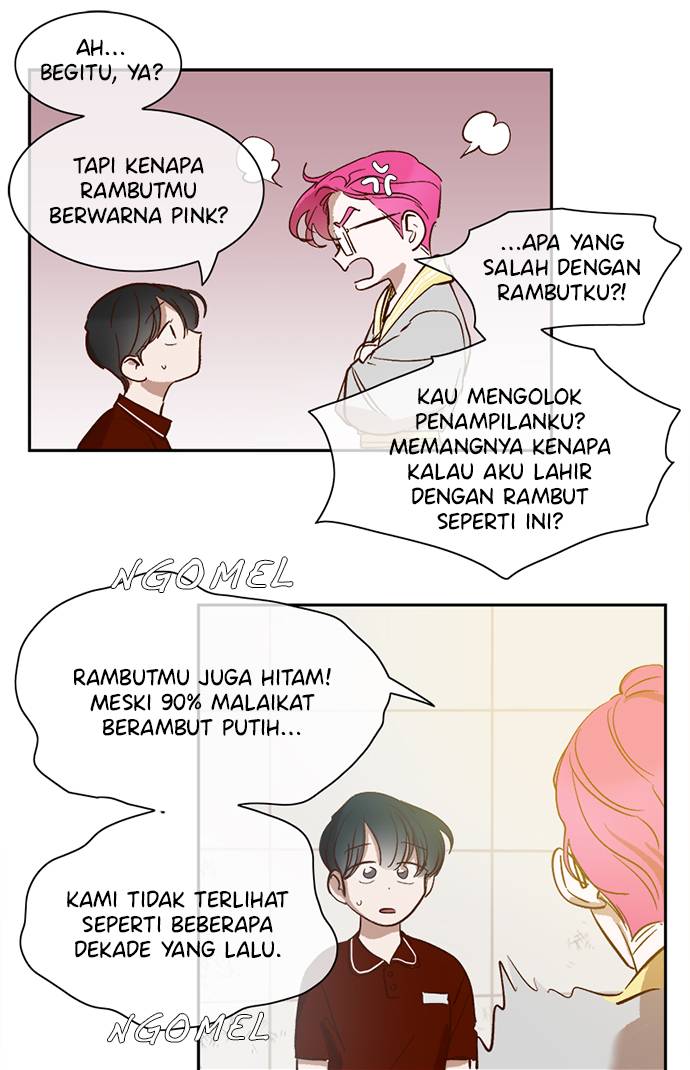 AH...
BEGITU, YA?
TAPI KENAPA
RAMBUTMU
BERWARNA PINK?
...APA YANG
SALAH DENGAN
RAMBUTKU?!
KAU MENGOLOK
PENAMPILANKU?
MEMANGNYA KENAPA
KALAU AKU LAHIR
DENGAN RAMBUT
SEPERTI INI?
NGOMEL
RAMBUTMU JUGA HITAM!
MESKI 90% MALAIKAT
BERAMBUT PUTIH...
KAMI TIDAK TERLIHAT
SEPERTI BEBERAPA
DEKADE YANG LALU.
NGOMEL